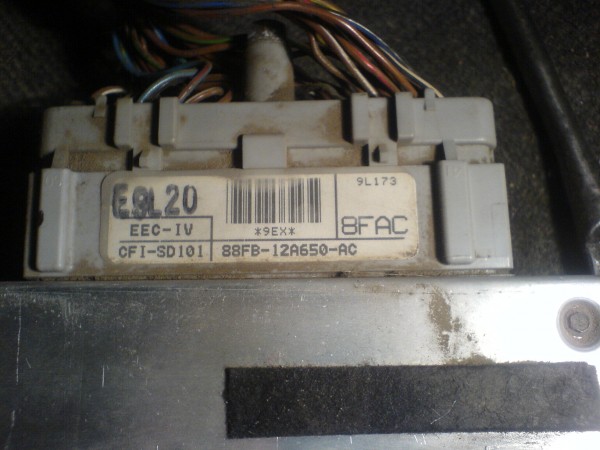 9L173
E9L20
*9EX*
EEC-IV
8FAC
CFI-SD101
88FB-12A650-AC